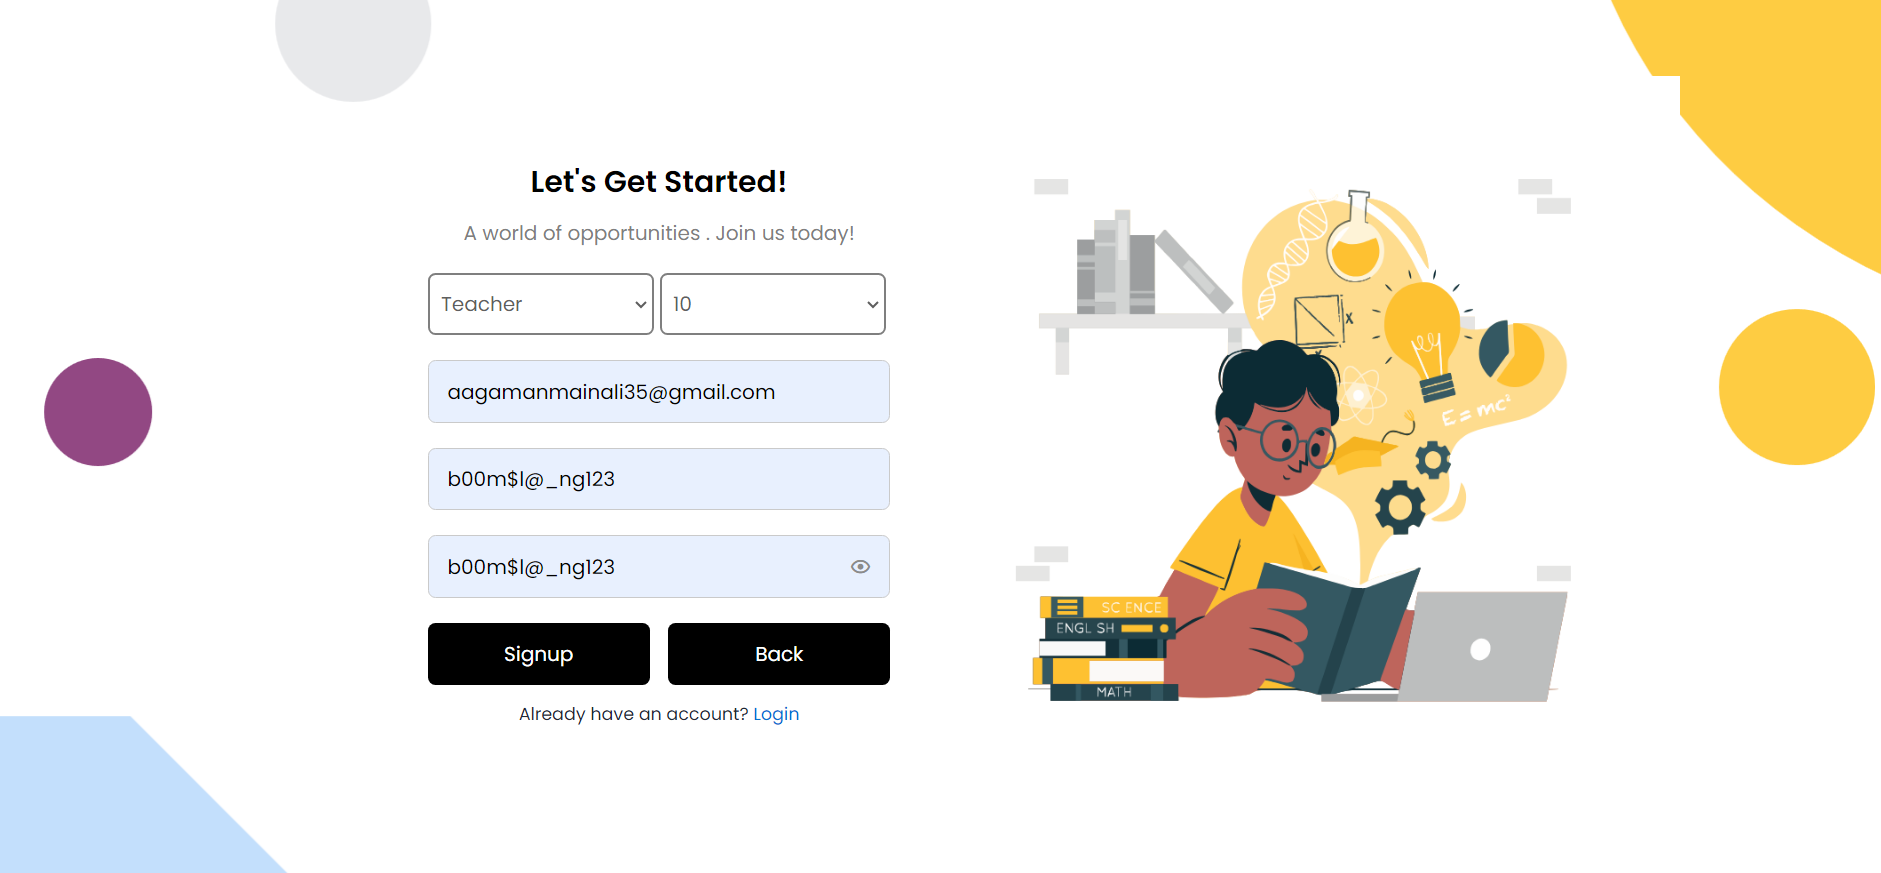 Let's Get Started!
A world of opportunities . Join us today!
Teacher 10
aagamanmainali35@gmail.com
b00m$l@_ng123
b00m$l@_ng123
Signup Back
Already have an account? Login
x
E = mc²
SC ENCE
ENGL SH
MATH